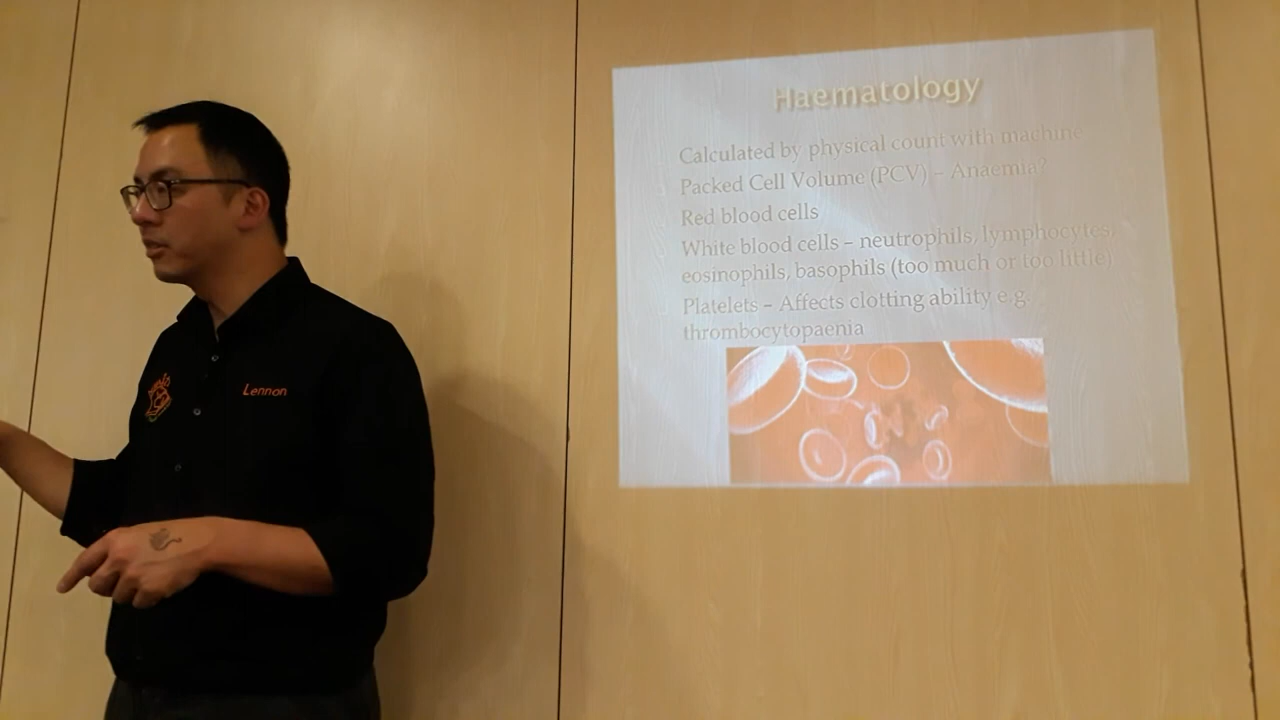 Haematology
Calculated by physical count with machine
Packed Cell Volume (PCV) – Anaemia?
Red blood cells
White blood cells – neutrophils, lymphocytes,
eosinophils, basophils (too much or too little)
Platelets – Affects clotting ability e.g.
thrombocytopaenia
Lennon